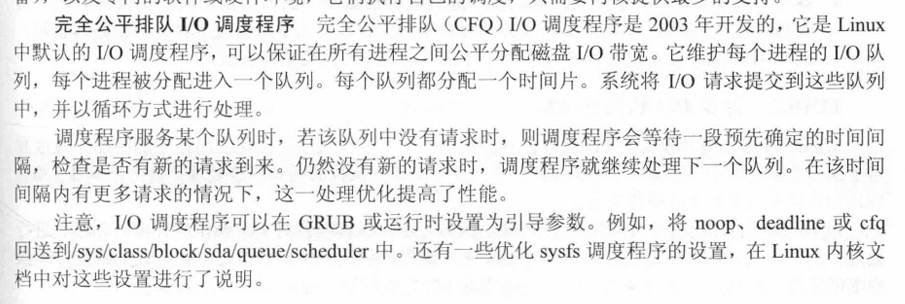 完全公平排队 I/O 调度程序 完全公平排队（CFQ）I/O 调度程序是 2003 年开发的，它是 Linux
中默认的 I/O 调度程序，可以保证在所有进程之间公平分配磁盘 I/O 带宽。它维护每个进程的 I/O 队
列，每个进程被分配进入一个队列。每个队列都分配一个时间片。系统将 I/O 请求提交到这些队列
中，并以循环方式进行处理。
调度程序服务某个队列时，若该队列中没有请求时，则调度程序会等待一段预先确定的时间间
隔，检查是否有新的请求到来。仍然没有新的请求时，调度程序就继续处理下一个队列。在该时间
间隔内有更多请求的情况下，这一处理优化提高了性能。
注意，I/O 调度程序可以在 GRUB 或运行时设置为引导参数。例如，将 noop、deadline 或 cfq
回送到/sys/class/block/sda/queue/scheduler 中。还有一些优化 sysfs 调度程序的设置，在 Linux 内核文
档中对这些设置进行了说明。